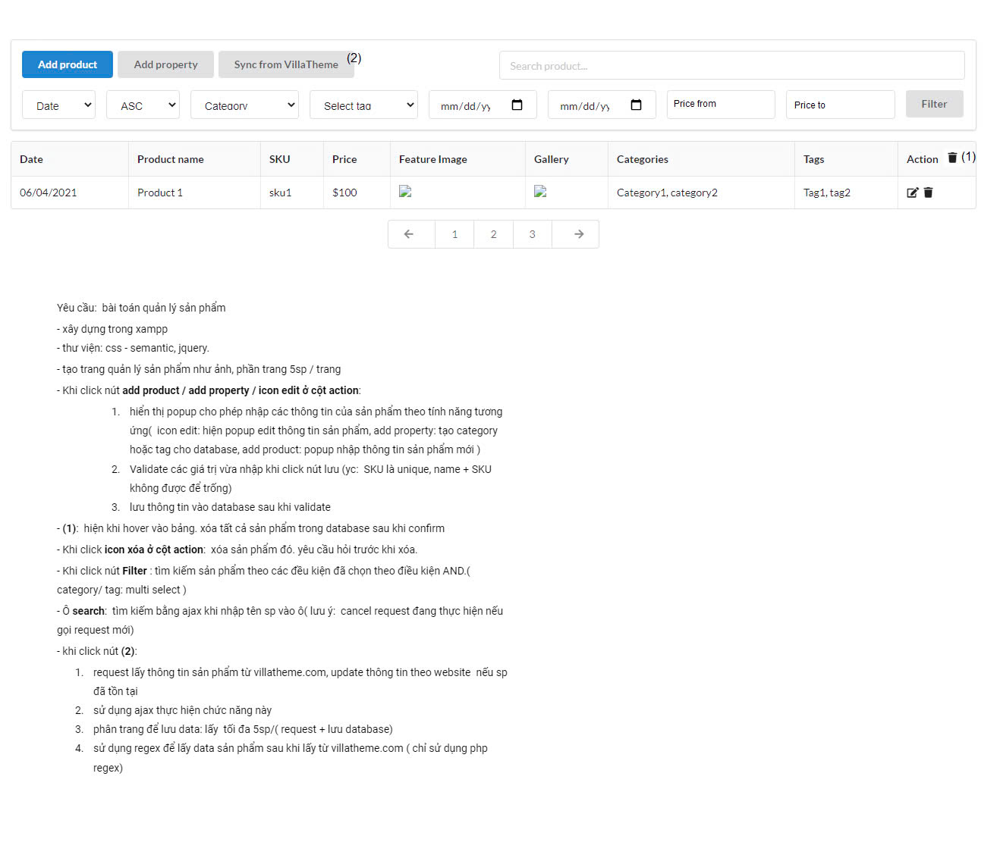 Add product Add property Sync from VillaTheme (2) Search product...
Date ASC Category Select tag mm/dd/yy mm/dd/yy Price from Price to Filter
Date Product name SKU Price Feature Image Gallery Categories Tags Action (1)
06/04/2021 Product 1 sku1 $100 Category1, category2 Tag1, tag2
1 2 3
Yêu cầu: bài toán quản lý sản phẩm
- xây dựng trong xampp
- thư viện: css - semantic, jquery.
- tạo trang quản lý sản phẩm như ảnh, phần trang 5sp / trang
- Khi click nút add product / add property / icon edit ở cột action:
1. hiển thị popup cho phép nhập các thông tin của sản phẩm theo tính năng tương
ứng( icon edit: hiện popup edit thông tin sản phẩm, add property: tạo category
hoặc tag cho database, add product: popup nhập thông tin sản phẩm mới )
2. Validate các giá trị vừa nhập khi click nút lưu (yc: SKU là unique, name + SKU
không được để trống)
3. lưu thông tin vào database sau khi validate
- (1): hiện khi hover vào bảng. xóa tất cả sản phẩm trong database sau khi confirm
- Khi click icon xóa ở cột action: xóa sản phẩm đó. yêu cầu hỏi trước khi xóa.
- Khi click nút Filter : tìm kiếm sản phẩm theo các đều kiện đã chọn theo điều kiện AND.(
category/ tag: multi select )
- Ô search: tìm kiếm bằng ajax khi nhập tên sp vào ô( lưu ý: cancel request đang thực hiện nếu
gọi request mới)
- khi click nút (2):
1. request lấy thông tin sản phẩm từ villatheme.com, update thông tin theo website nếu sp
đã tồn tại
2. sử dụng ajax thực hiện chức năng này
3. phân trang để lưu data: lấy tối đa 5sp/( request + lưu database)
4. sử dụng regex để lấy data sản phẩm sau khi lấy từ villatheme.com ( chỉ sử dụng php
regex)